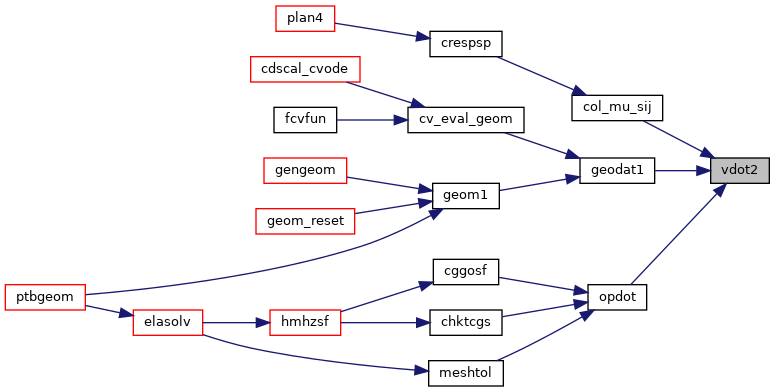 plan4
crespsp
cdscal_cvode
col_mu_sij
fcvfun
cv_eval_geom
gengeom
geodat1
vdot2
geom1
geom_reset
cggosf
ptbgeom
opdot
elasolv
hmhzsf
chktcgs
meshtol